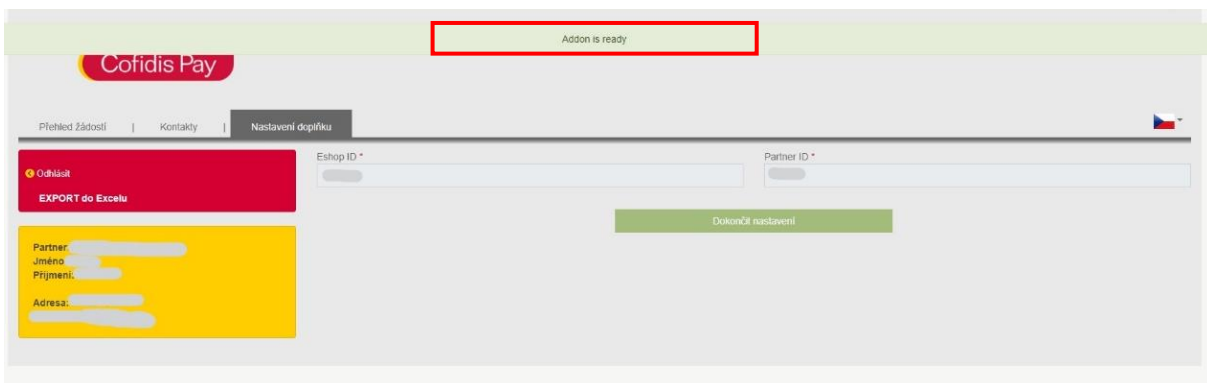 Addon is ready
Cofidis Pay
Přehled žádostí | Kontakty | Nastavení doplňku
Eshop ID * Partner ID *
Odhlásit
EXPORT do Excelu
Dokončit nastavení
Partner:
Jméno
Příjmení:
Adresa: